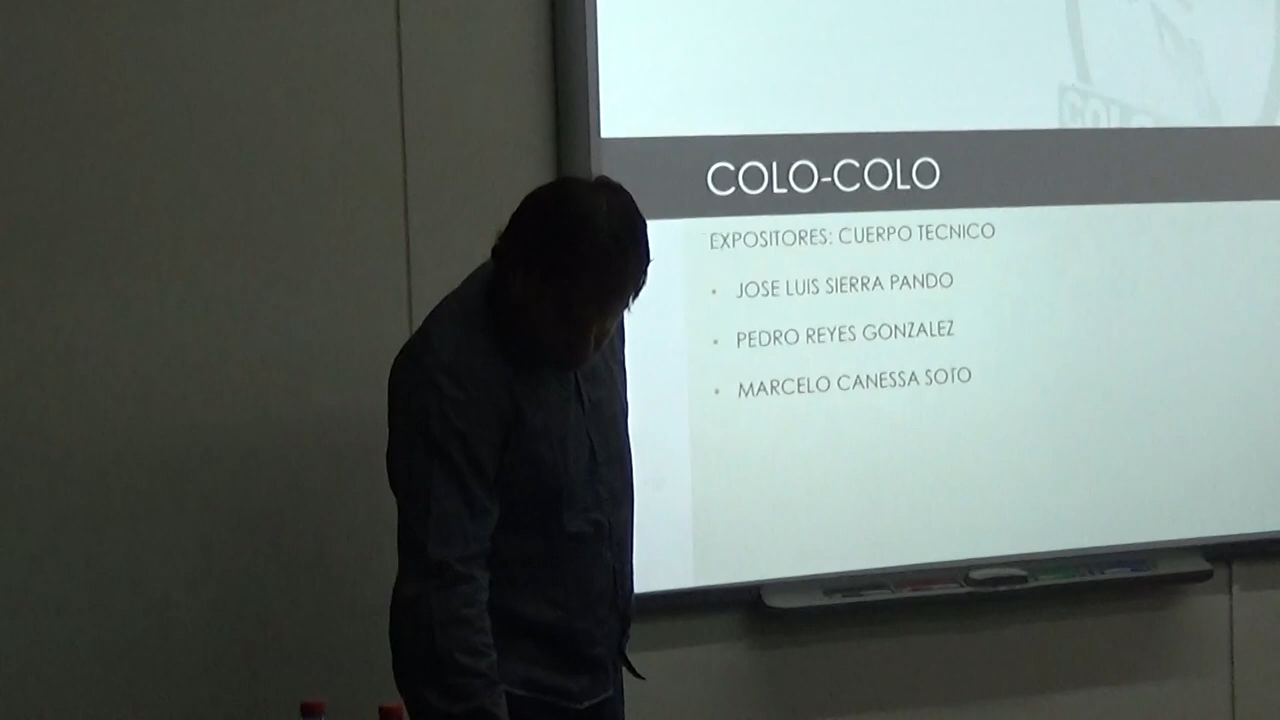 COLO-COLO
EXPOSITORES: CUERPO TECNICO
• JOSE LUIS SIERRA PANDO
• PEDRO REYES GONZALEZ
• MARCELO CANESSA SOTO